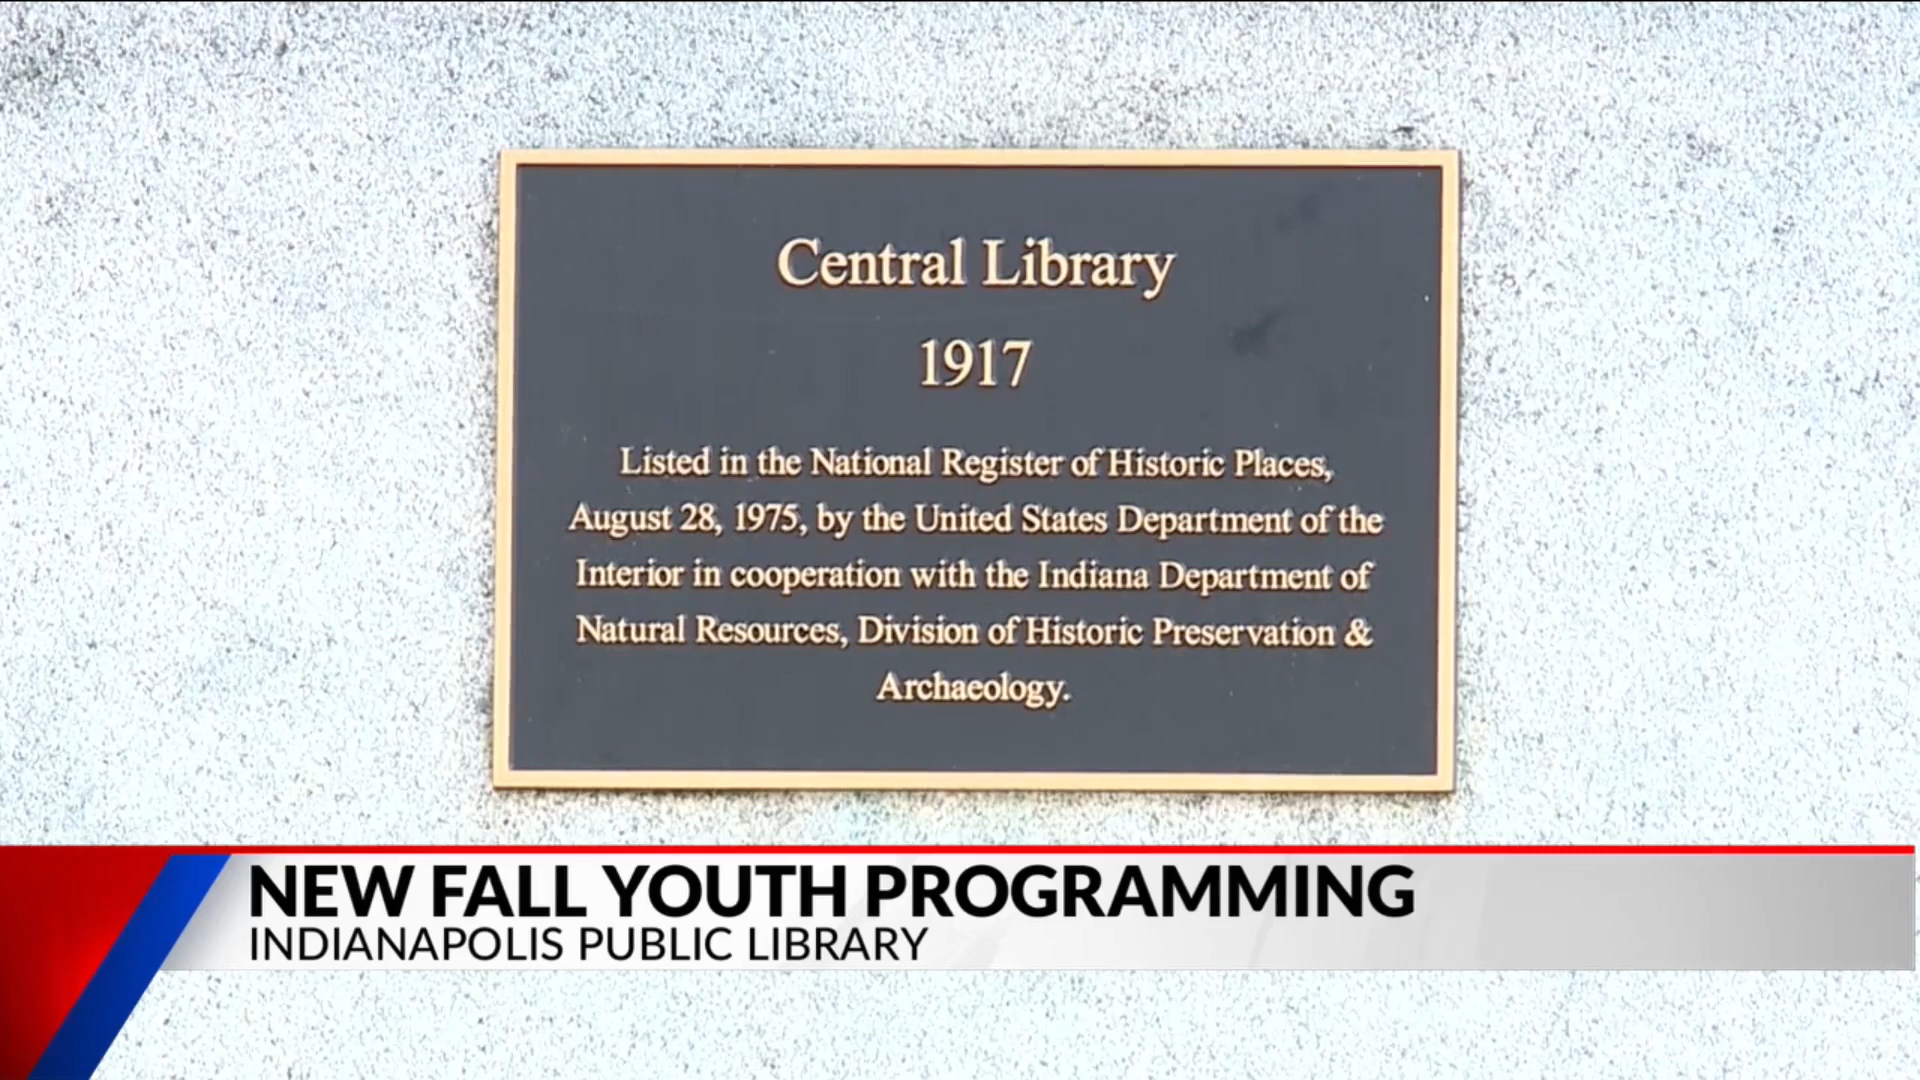 Central Library
1917
Listed in the National Register of Historic Places,
August 28, 1975, by the United States Department of the
Interior in cooperation with the Indiana Department of
Natural Resources, Division of Historic Preservation &
Archaeology.
NEW FALL YOUTH PROGRAMMING
INDIANAPOLIS PUBLIC LIBRARY